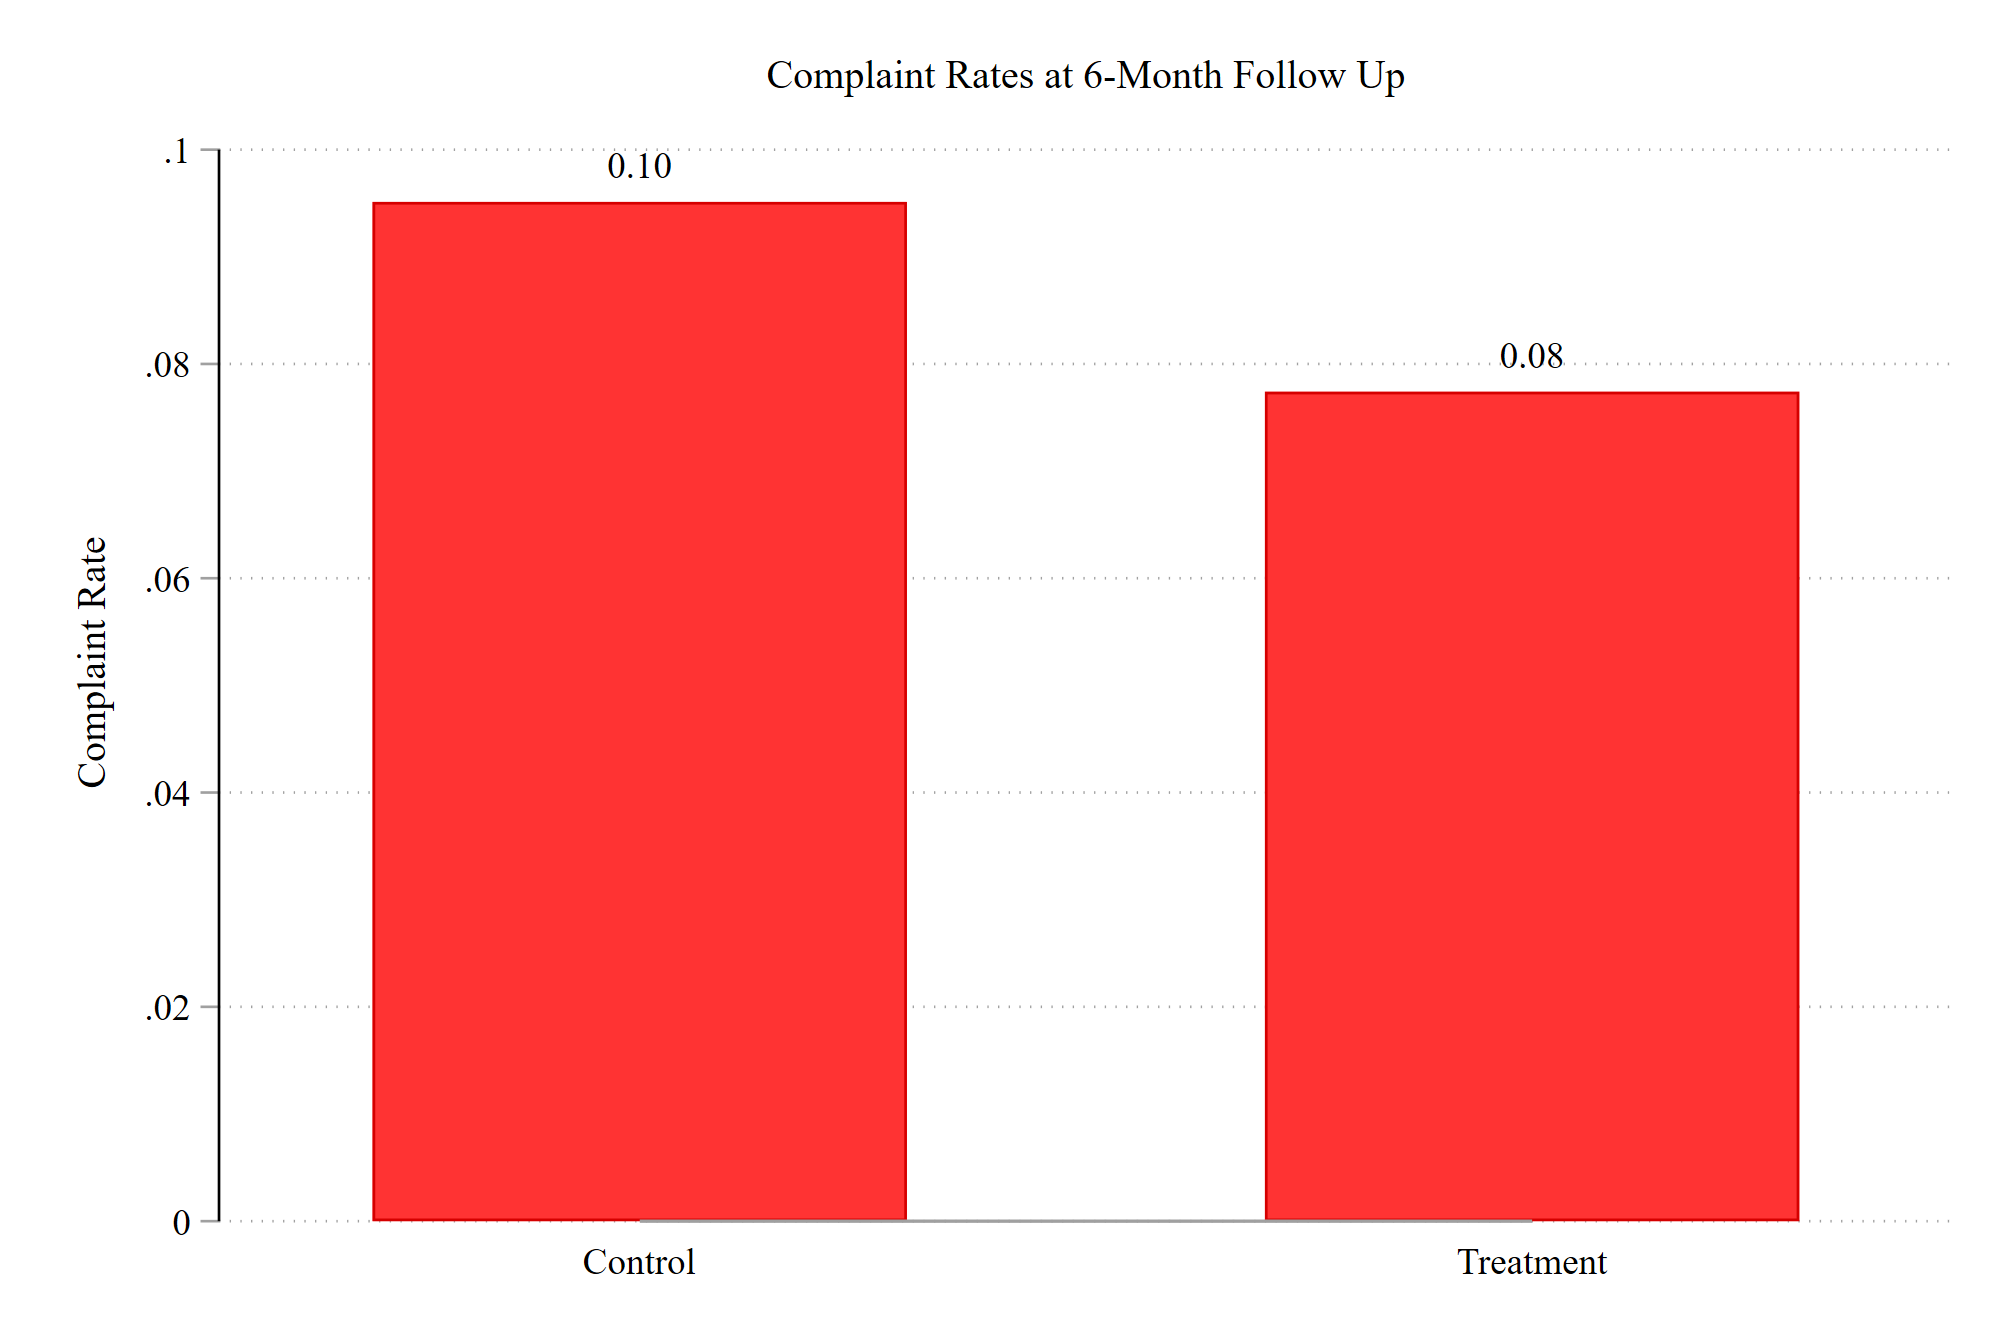 Complaint Rates at 6-Month Follow Up
.1
0.10
.08
0.08
.06
Complaint Rate
.04
.02
0
Control
Treatment